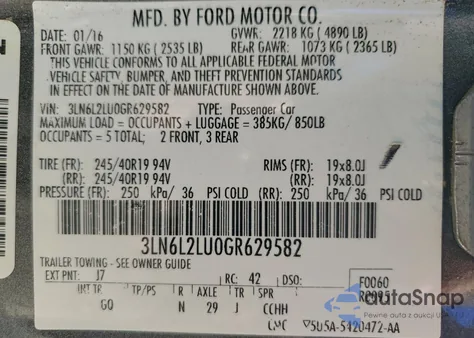 MFD. BY FORD MOTOR CO.
DATE: 01/16 GVWR: 2218 KG ( 4890LB)
FRONT GAWR: 1150 KG ( 2535 LB) REAR GAWR: 1073 KG ( 2365 LB)
THIS VEHICLE CONFORMS TO ALL APPLICABLE FEDERAL MOTOR
VEHICLE SAFETY, BUMPER, AND THEFT PREVENTION STANDARDS
IN EFFECT ON THE DATE OF MANUFACTURE SHOWN ABOVE.
VIN: 3LN6L2LU0GR629582 TYPE: Passenger Car
MAXIMUM LOAD = OCCUPANTS + LUGGAGE = 385KG/ 850LB
OCCUPANTS = 5 TOTAL: 2 FRONT, 3 REAR
TIRE (FR): 245/40R19 94V RIMS (FR): 19x8.0J
(RR): 245/40R19 94V (RR): 19x8.0J
PRESSURE (FR): 250 kPa/ 36 PSI COLD (RR): 250 kPa/ 36 PSI COLD
3LN6L2LU0GR629582
TRAILER TOWING - SEE OWNER GUIDE
EXT PNT: J7 RC: 42 DSO: F0060
INT TR TP/PS R AXLE TR SPR
GO N 29 J CCHH
autoSnap
Pewne auta z aukcji w USA
5U5A-5420472-AA